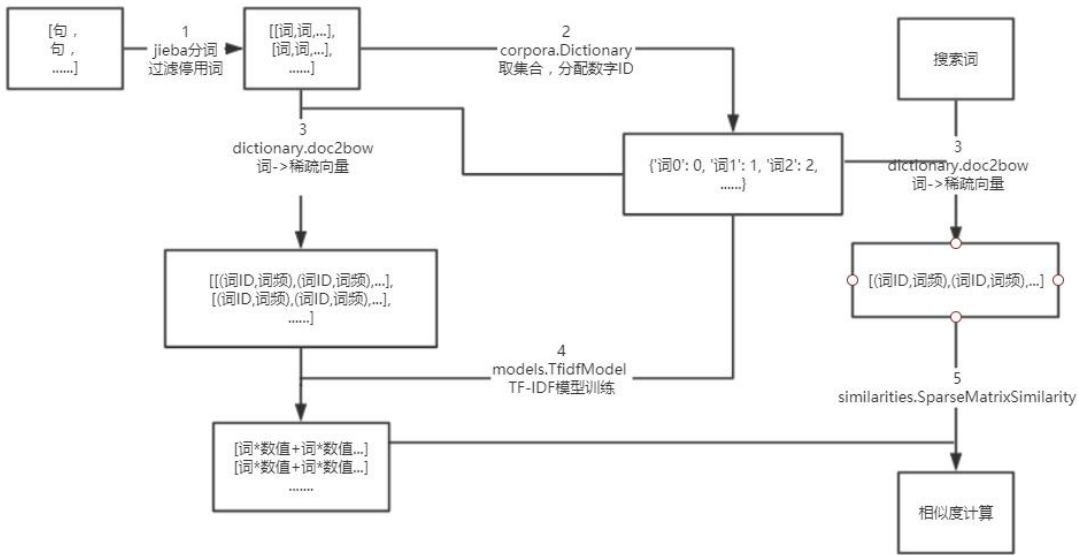 [句，
句，
......]
1
jieba分词
过滤停用词
[[词,词,...],
[词,词,...],
......]
2
corpora.Dictionary
取集合，分配数字ID
搜索词
3
dictionary.doc2bow
词->稀疏向量
{'词0': 0, '词1': 1, '词2': 2,
......}
3
dictionary.doc2bow
词->稀疏向量
[[(词ID,词频),(词ID,词频),...],
[(词ID,词频),(词ID,词频),...],
......]
[(词ID,词频),(词ID,词频),...]
4
models.TfidfModel
TF-IDF模型训练
5
similarities.SparseMatrixSimilarity
[词*数值+词*数值...]
[词*数值+词*数值...]
.......
相似度计算